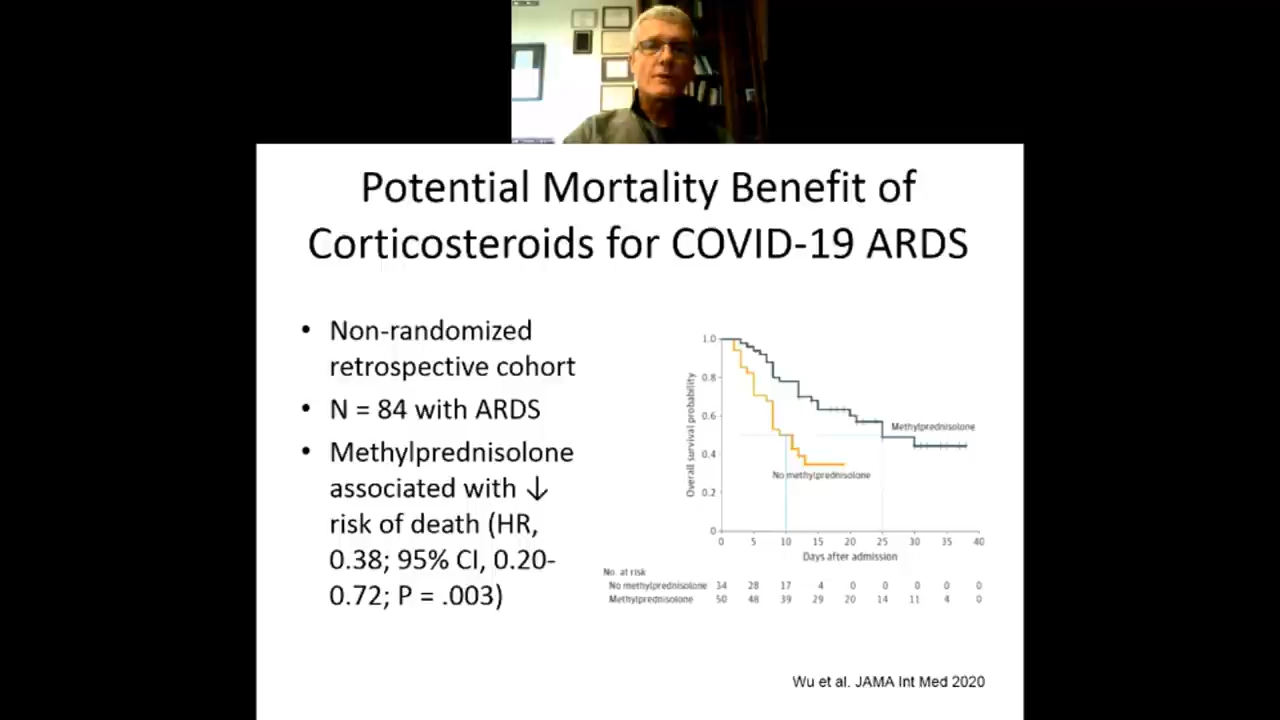 Potential Mortality Benefit of
Corticosteroids for COVID-19 ARDS
• Non-randomized
retrospective cohort
• N = 84 with ARDS
• Methylprednisolone
associated with ↓
risk of death (HR,
0.38; 95% CI, 0.20-
0.72; P = .003)
1.0
0.8
0.6
0.4
0.2
0
Overall survival probability
Methylprednisolone
No methylprednisolone
0 5 10 15 20 25 30 35 40
Days after admission
No. at risk
No methylprednisolone 34 28 17 4 0 0 0 0 0
Methylprednisolone 50 48 39 29 20 14 11 4 0
Wu et al. JAMA Int Med 2020